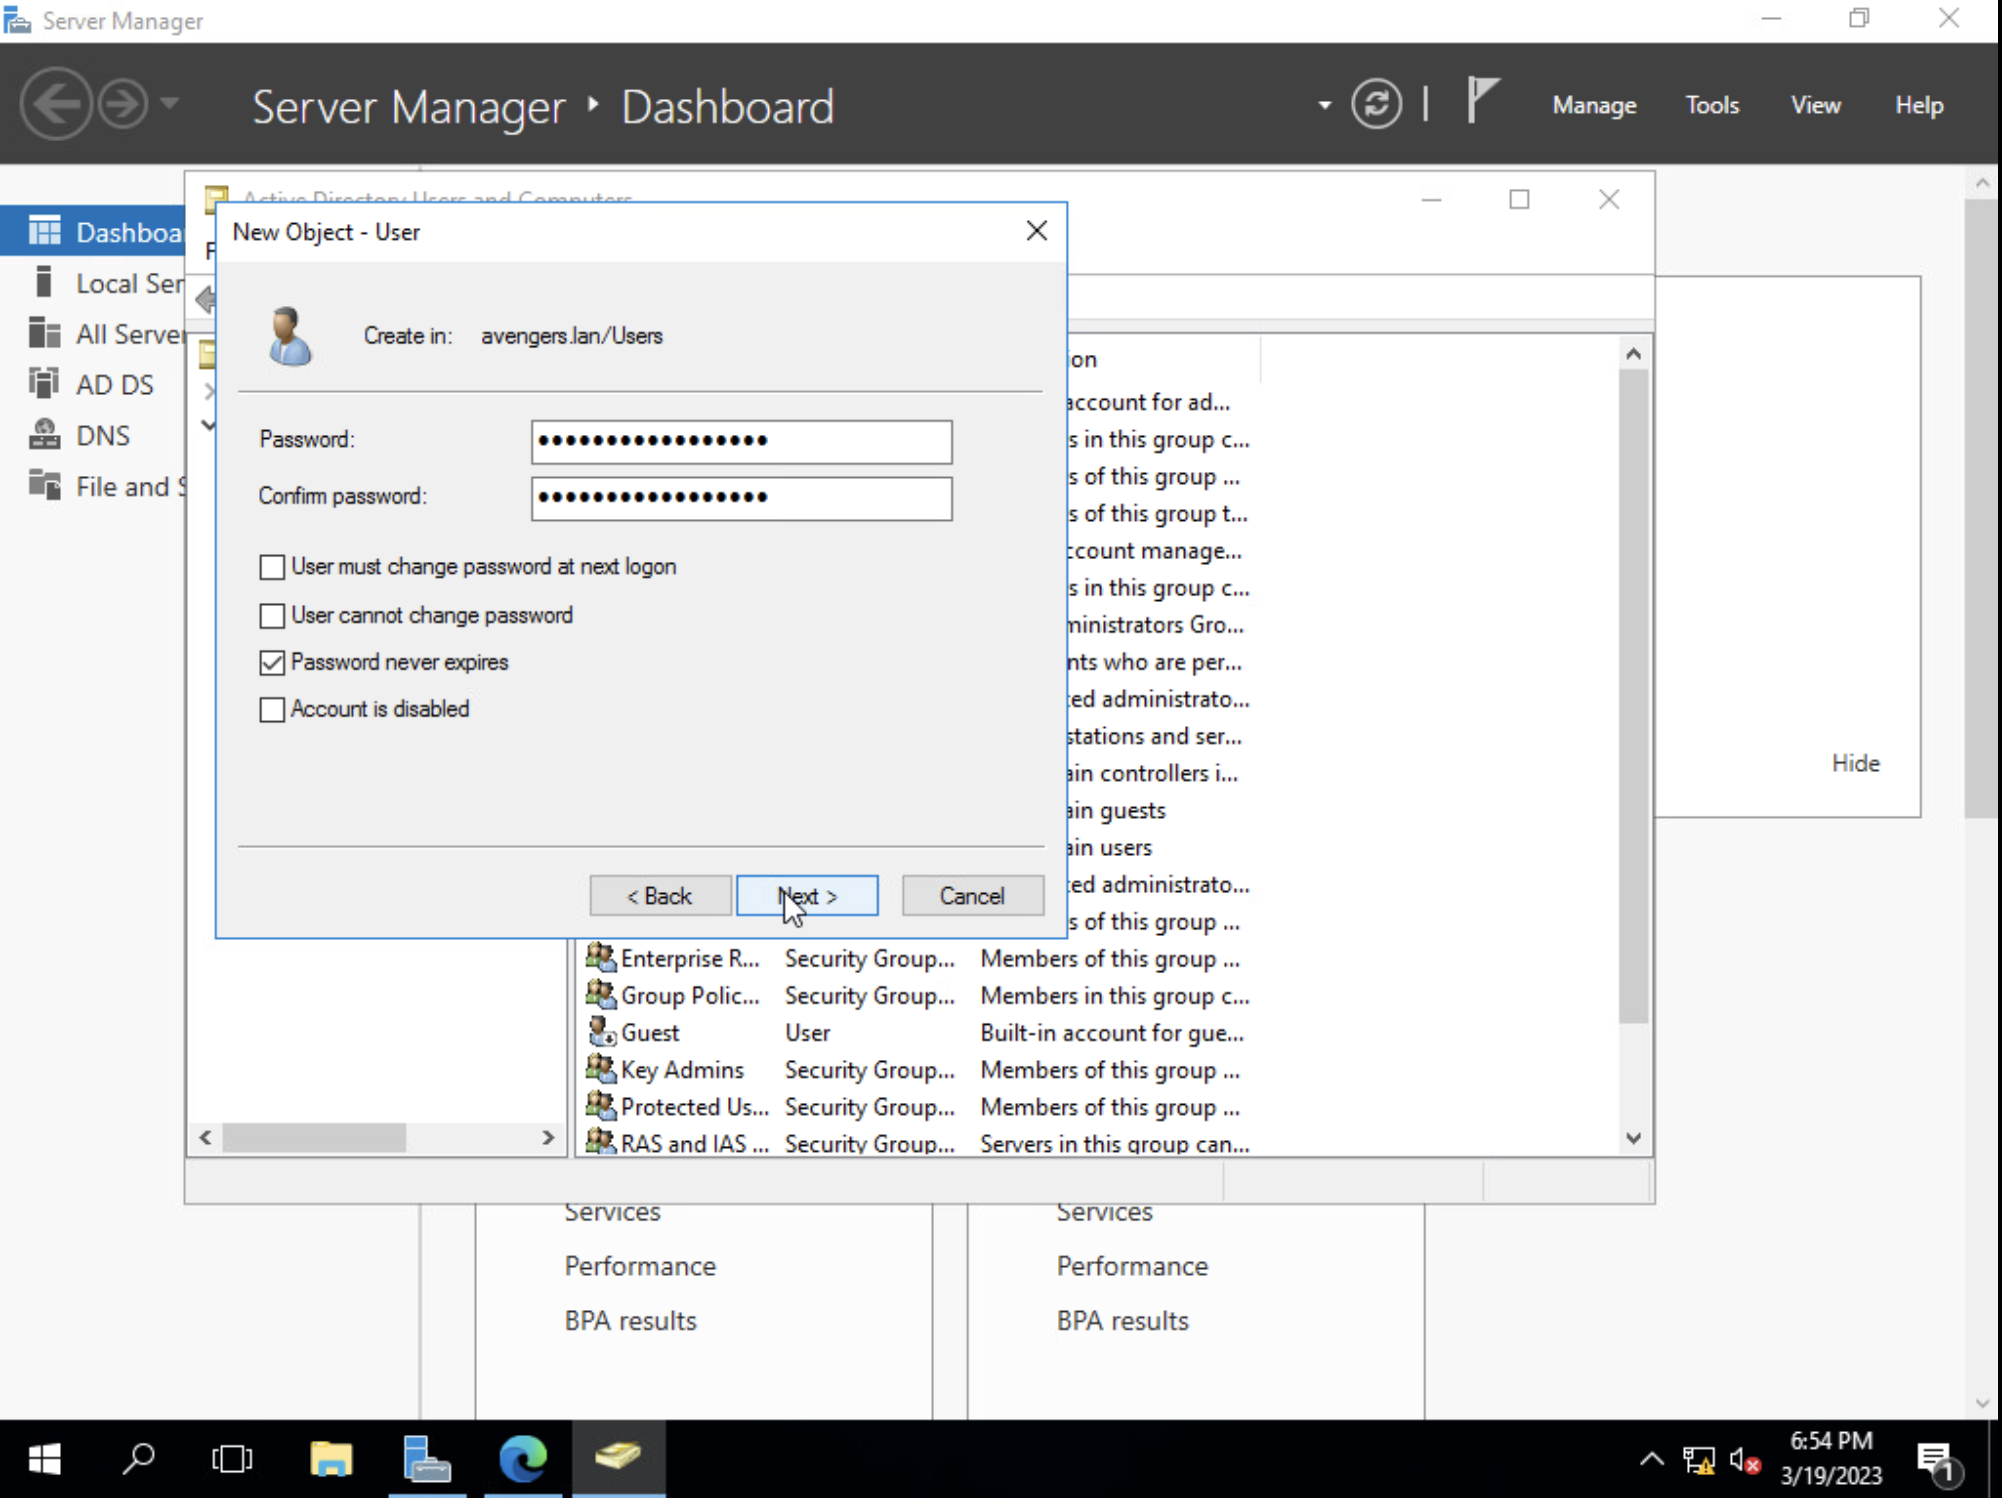 Server Manager
Server Manager ‣ Dashboard
Manage
Tools
View
Help
Active Directory Users and Computers
New Object - User
Dashboa
Local Ser
All Server
AD DS
DNS
File and S
F
Create in: avengers.lan/Users
Password: •••••••••••••••••
Confirm password: •••••••••••••••••
User must change password at next logon
User cannot change password
Password never expires
Account is disabled
< Back
Next >
Cancel
ion
account for ad...
s in this group c...
s of this group ...
s of this group t...
ccount manage...
s in this group c...
ministrators Gro...
nts who are per...
ed administrato...
stations and ser...
ain controllers i...
ain guests
ain users
ed administrato...
s of this group ...
Enterprise R... Security Group... Members of this group ...
Group Polic... Security Group... Members in this group c...
Guest User Built-in account for gue...
Key Admins Security Group... Members of this group ...
Protected Us... Security Group... Members of this group ...
RAS and IAS ... Security Group... Servers in this group can...
Hide
Services
Performance
BPA results
Services
Performance
BPA results
6:54 PM
3/19/2023
1